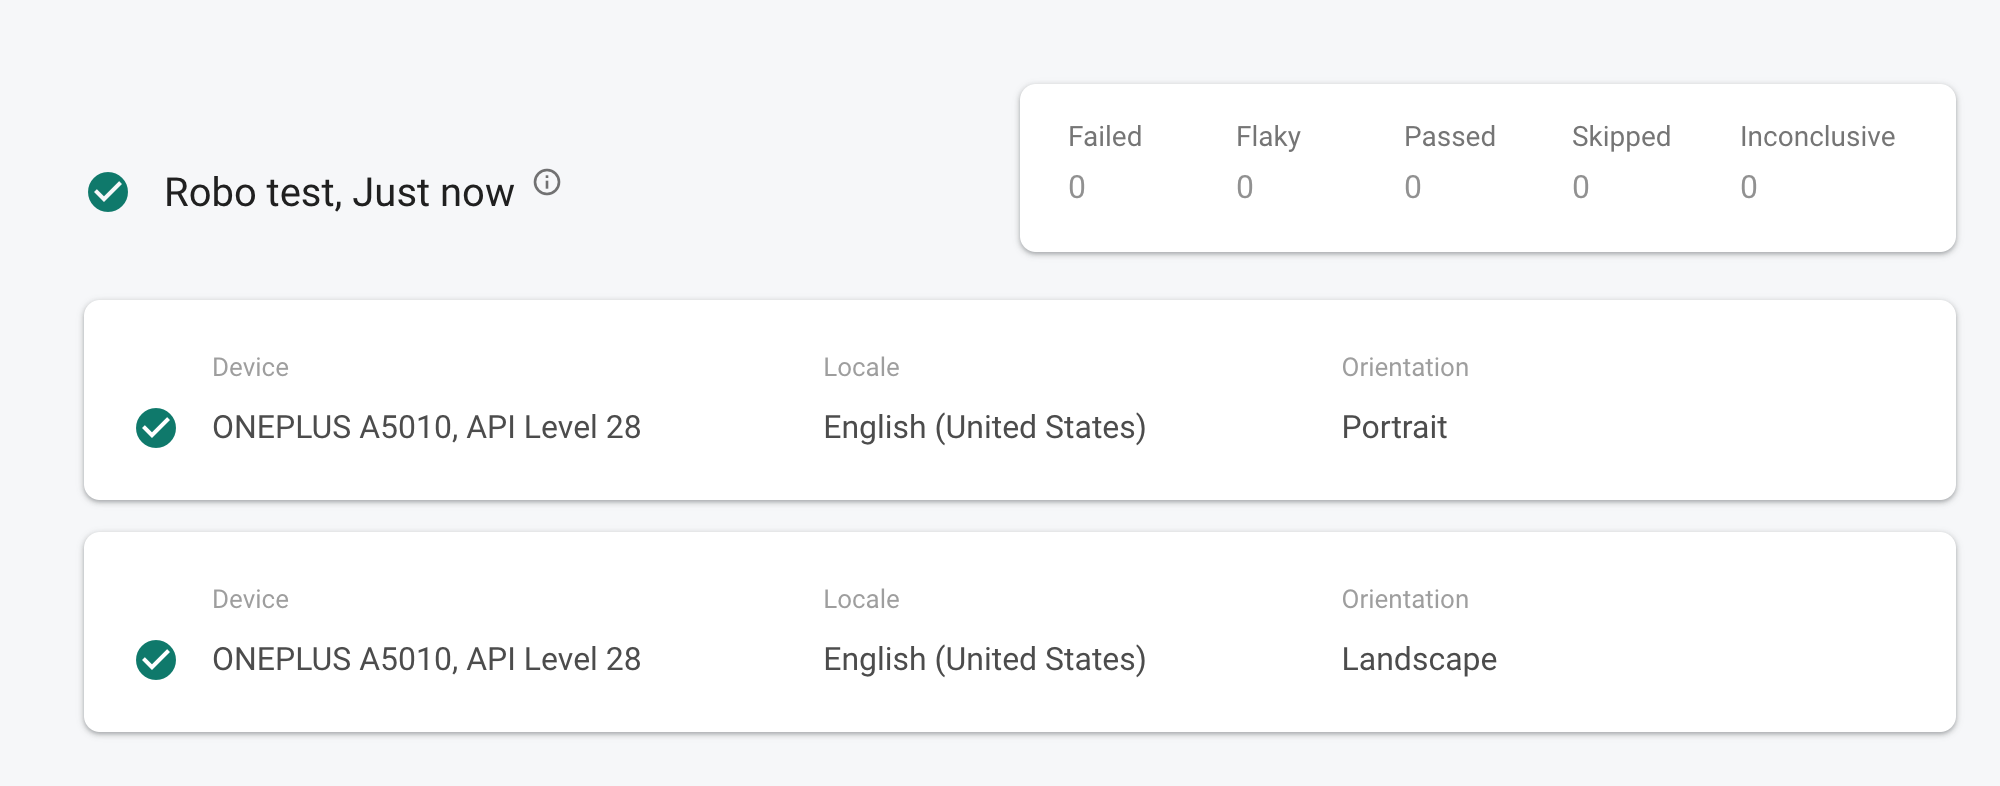 Failed Flaky Passed Skipped Inconclusive
0 0 0 0 0
Robo test, Just now
Device Locale Orientation
ONEPLUS A5010, API Level 28 English (United States) Portrait
Device Locale Orientation
ONEPLUS A5010, API Level 28 English (United States) Landscape